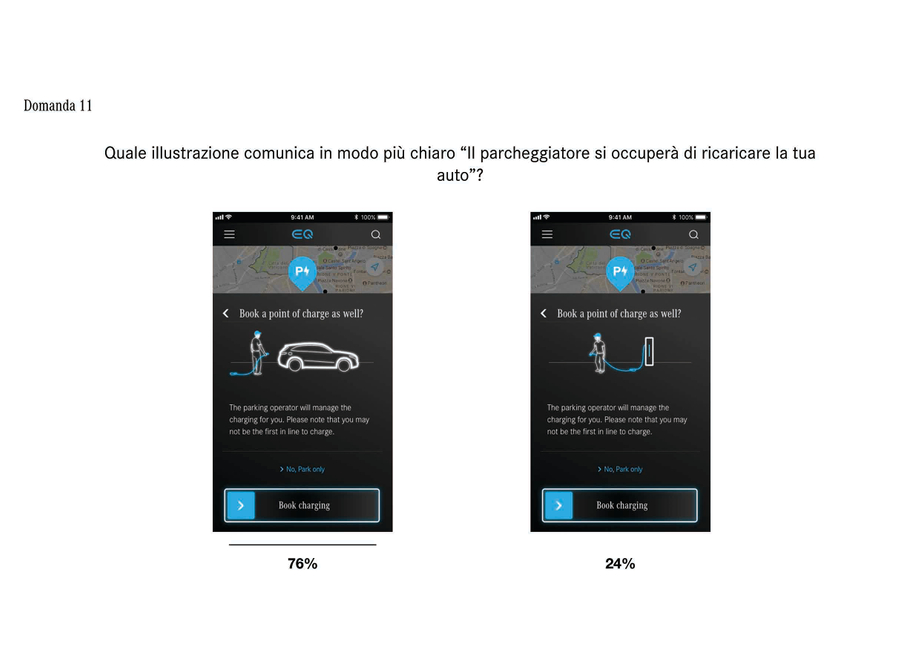 Domanda 11
Quale illustrazione comunica in modo più chiaro “Il parcheggiatore si occuperà di ricaricare la tua
auto”?
9:41 AM
100%
EQ
P
Book a point of charge as well?
The parking operator will manage the
charging for you. Please note that you may
not be the first in line to charge.
No, Park only
Book charging
76%
9:41 AM
100%
EQ
P
Book a point of charge as well?
The parking operator will manage the
charging for you. Please note that you may
not be the first in line to charge.
No, Park only
Book charging
24%